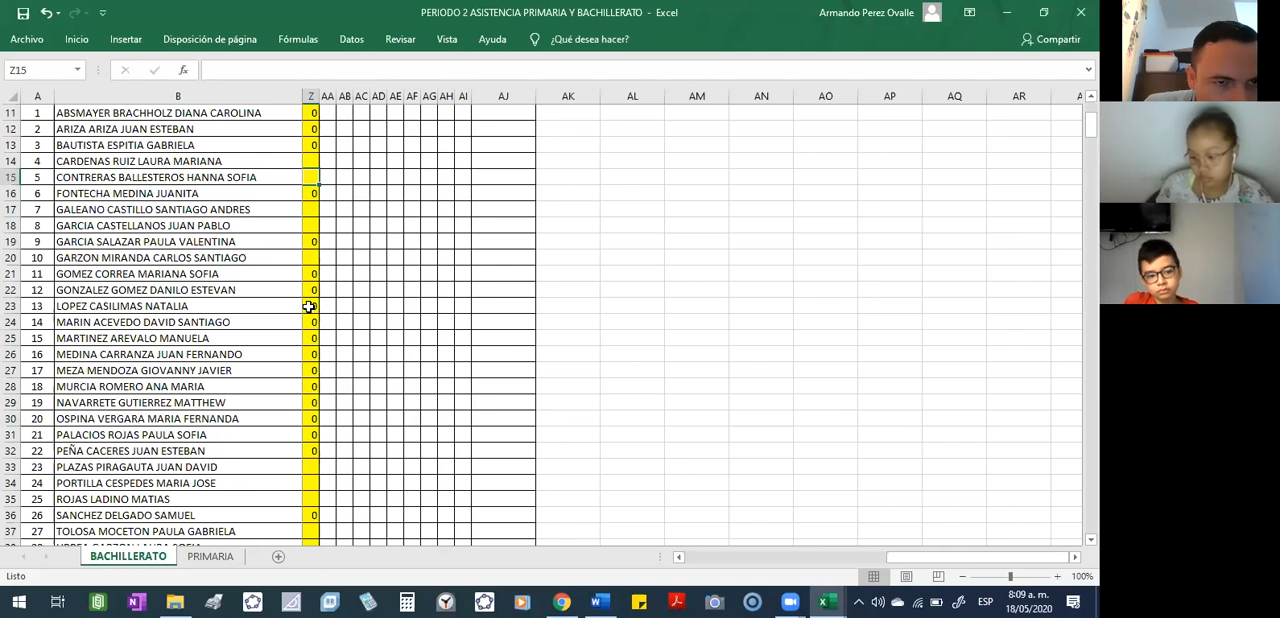 PERIODO 2 ASISTENCIA PRIMARIA Y BACHILLERATO - Excel
Armando Perez Ovalle
Archivo Inicio Insertar Disposición de página Fórmulas Datos Revisar Vista Ayuda ¿Qué desea hacer? Compartir
Z15 fx
A B Z AA AB AC AD AE AF AG AH AI AJ AK AL AM AN AO AP AQ AR
11 1 ABSMAYER BRACHHOLZ DIANA CAROLINA 0
12 2 ARIZA ARIZA JUAN ESTEBAN 0
13 3 BAUTISTA ESPITIA GABRIELA 0
14 4 CARDENAS RUIZ LAURA MARIANA
15 5 CONTRERAS BALLESTEROS HANNA SOFIA
16 6 FONTECHA MEDINA JUANITA 0
17 7 GALEANO CASTILLO SANTIAGO ANDRES
18 8 GARCIA CASTELLANOS JUAN PABLO
19 9 GARCIA SALAZAR PAULA VALENTINA 0
20 10 GARZON MIRANDA CARLOS SANTIAGO
21 11 GOMEZ CORREA MARIANA SOFIA 0
22 12 GONZALEZ GOMEZ DANILO ESTEVAN 0
23 13 LOPEZ CASILIMAS NATALIA
24 14 MARIN ACEVEDO DAVID SANTIAGO 0
25 15 MARTINEZ AREVALO MANUELA 0
26 16 MEDINA CARRANZA JUAN FERNANDO 0
27 17 MEZA MENDOZA GIOVANNY JAVIER 0
28 18 MURCIA ROMERO ANA MARIA 0
29 19 NAVARRETE GUTIERREZ MATTHEW 0
30 20 OSPINA VERGARA MARIA FERNANDA 0
31 21 PALACIOS ROJAS PAULA SOFIA 0
32 22 PEÑA CACERES JUAN ESTEBAN 0
33 23 PLAZAS PIRAGAUTA JUAN DAVID
34 24 PORTILLA CESPEDES MARIA JOSE
35 25 ROJAS LADINO MATIAS
36 26 SANCHEZ DELGADO SAMUEL 0
37 27 TOLOSA MOCETON PAULA GABRIELA
BACHILLERATO PRIMARIA
Listo 100%
ESP 8:09 a. m.
18/05/2020